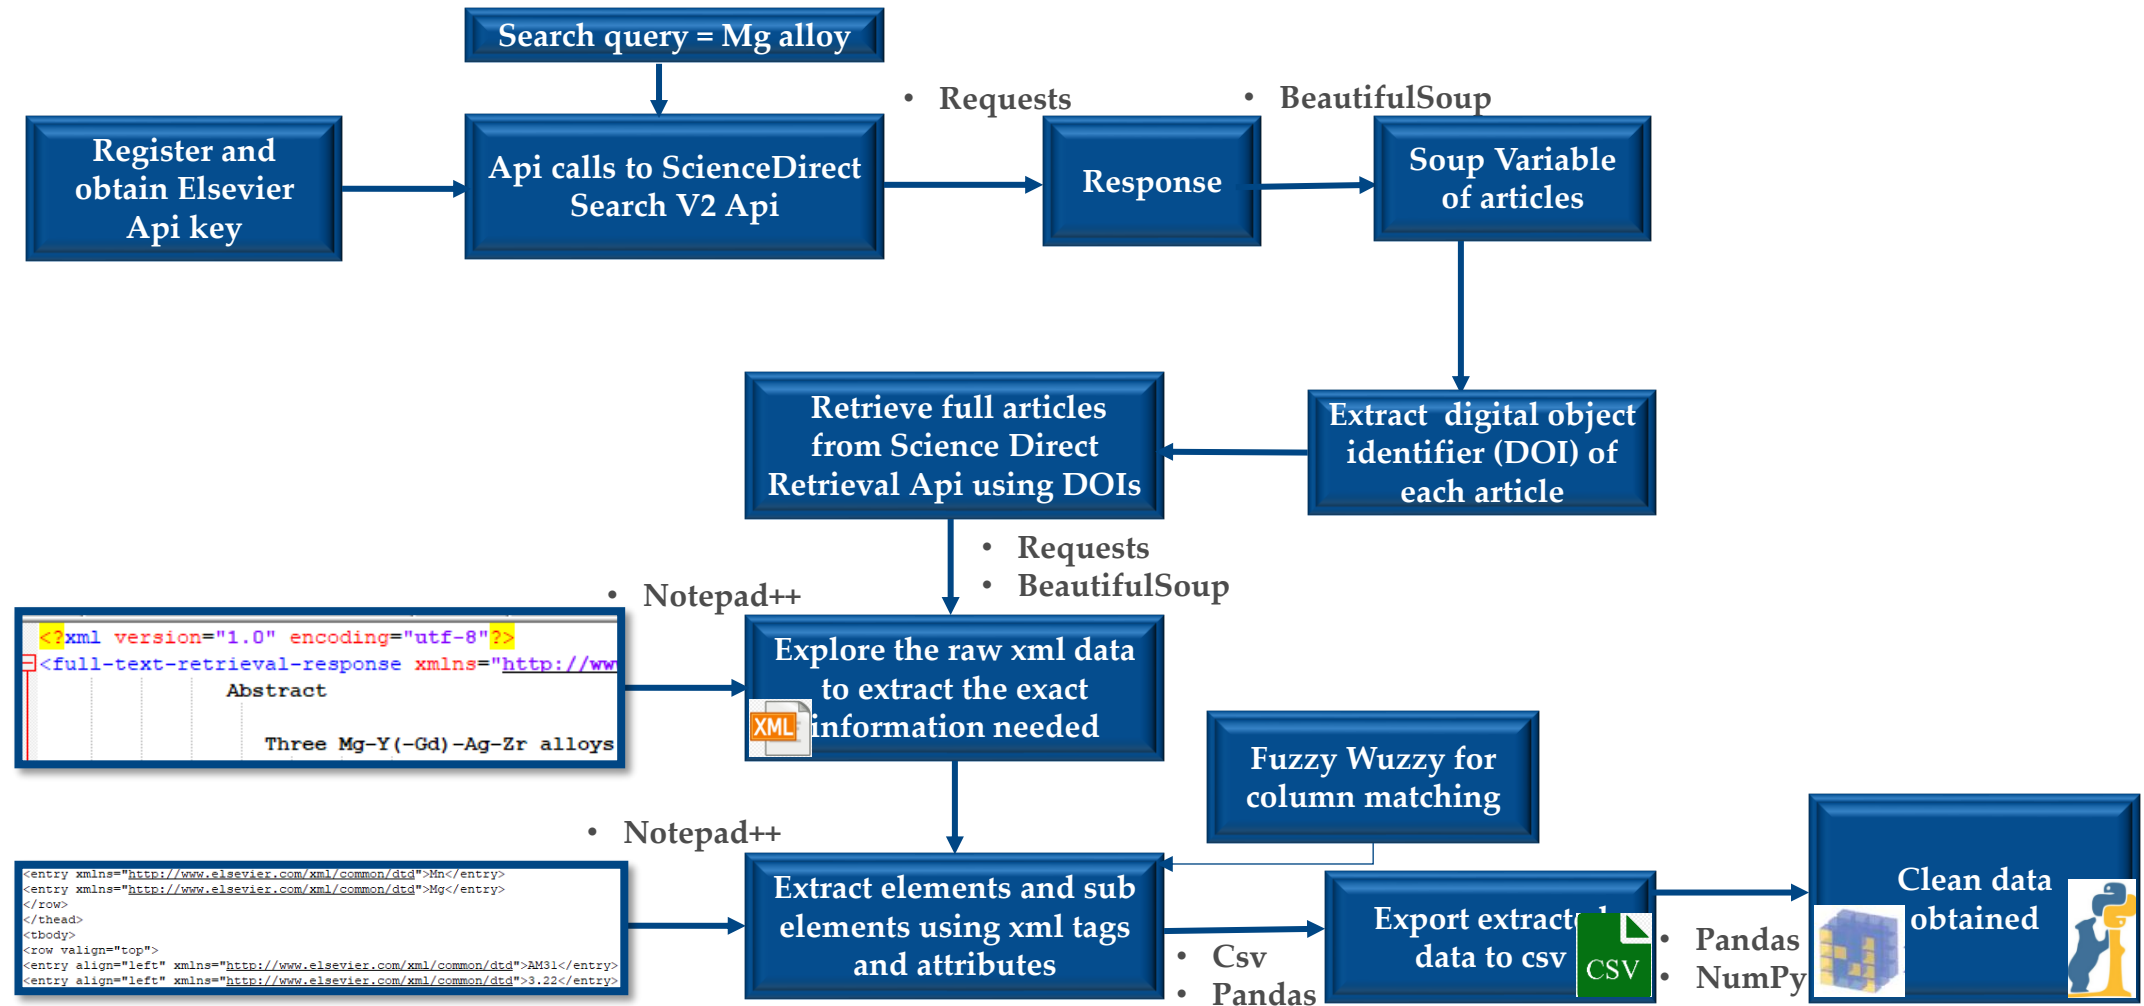 Search query = Mg alloy
• Requests
• BeautifulSoup
Register and
obtain Elsevier
Api key
Api calls to ScienceDirect
Search V2 Api
Response
Soup Variable
of articles
Retrieve full articles
from Science Direct
Retrieval Api using DOIs
Extract digital object
identifier (DOI) of
each article
• Requests
• BeautifulSoup
• Notepad++
<?xml version="1.0" encoding="utf-8"?>
<full-text-retrieval-response xmlns="http://ww
Abstract
Three Mg-Y(-Gd)-Ag-Zr alloys
Explore the raw xml data
to extract the exact
information needed
XML
Fuzzy Wuzzy for
column matching
• Notepad++
<entry xmlns="http://www.elsevier.com/xml/common/dtd">Mn</entry>
<entry xmlns="http://www.elsevier.com/xml/common/dtd">Mg</entry>
</row>
</thead>
<tbody>
<row valign="top">
<entry align="left" xmlns="http://www.elsevier.com/xml/common/dtd">AM31</entry>
<entry align="left" xmlns="http://www.elsevier.com/xml/common/dtd">3.22</entry>
Extract elements and sub
elements using xml tags
and attributes
• Csv
• Pandas
Export extracted
data to csv
CSV
• Pandas
• NumPy
Clean data
obtained